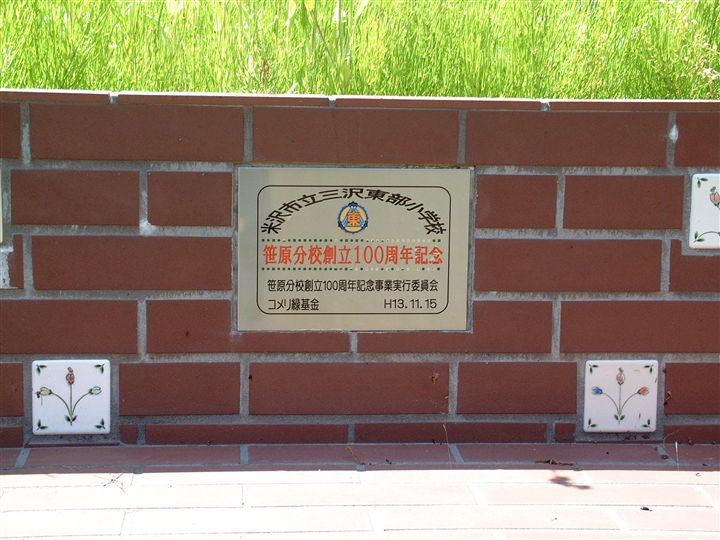 米沢市立三沢東部小学校
東
笹原分校創立100周年記念
笹原分校創立100周年記念事業実行委員会
コメリ緑基金 H13.11.15